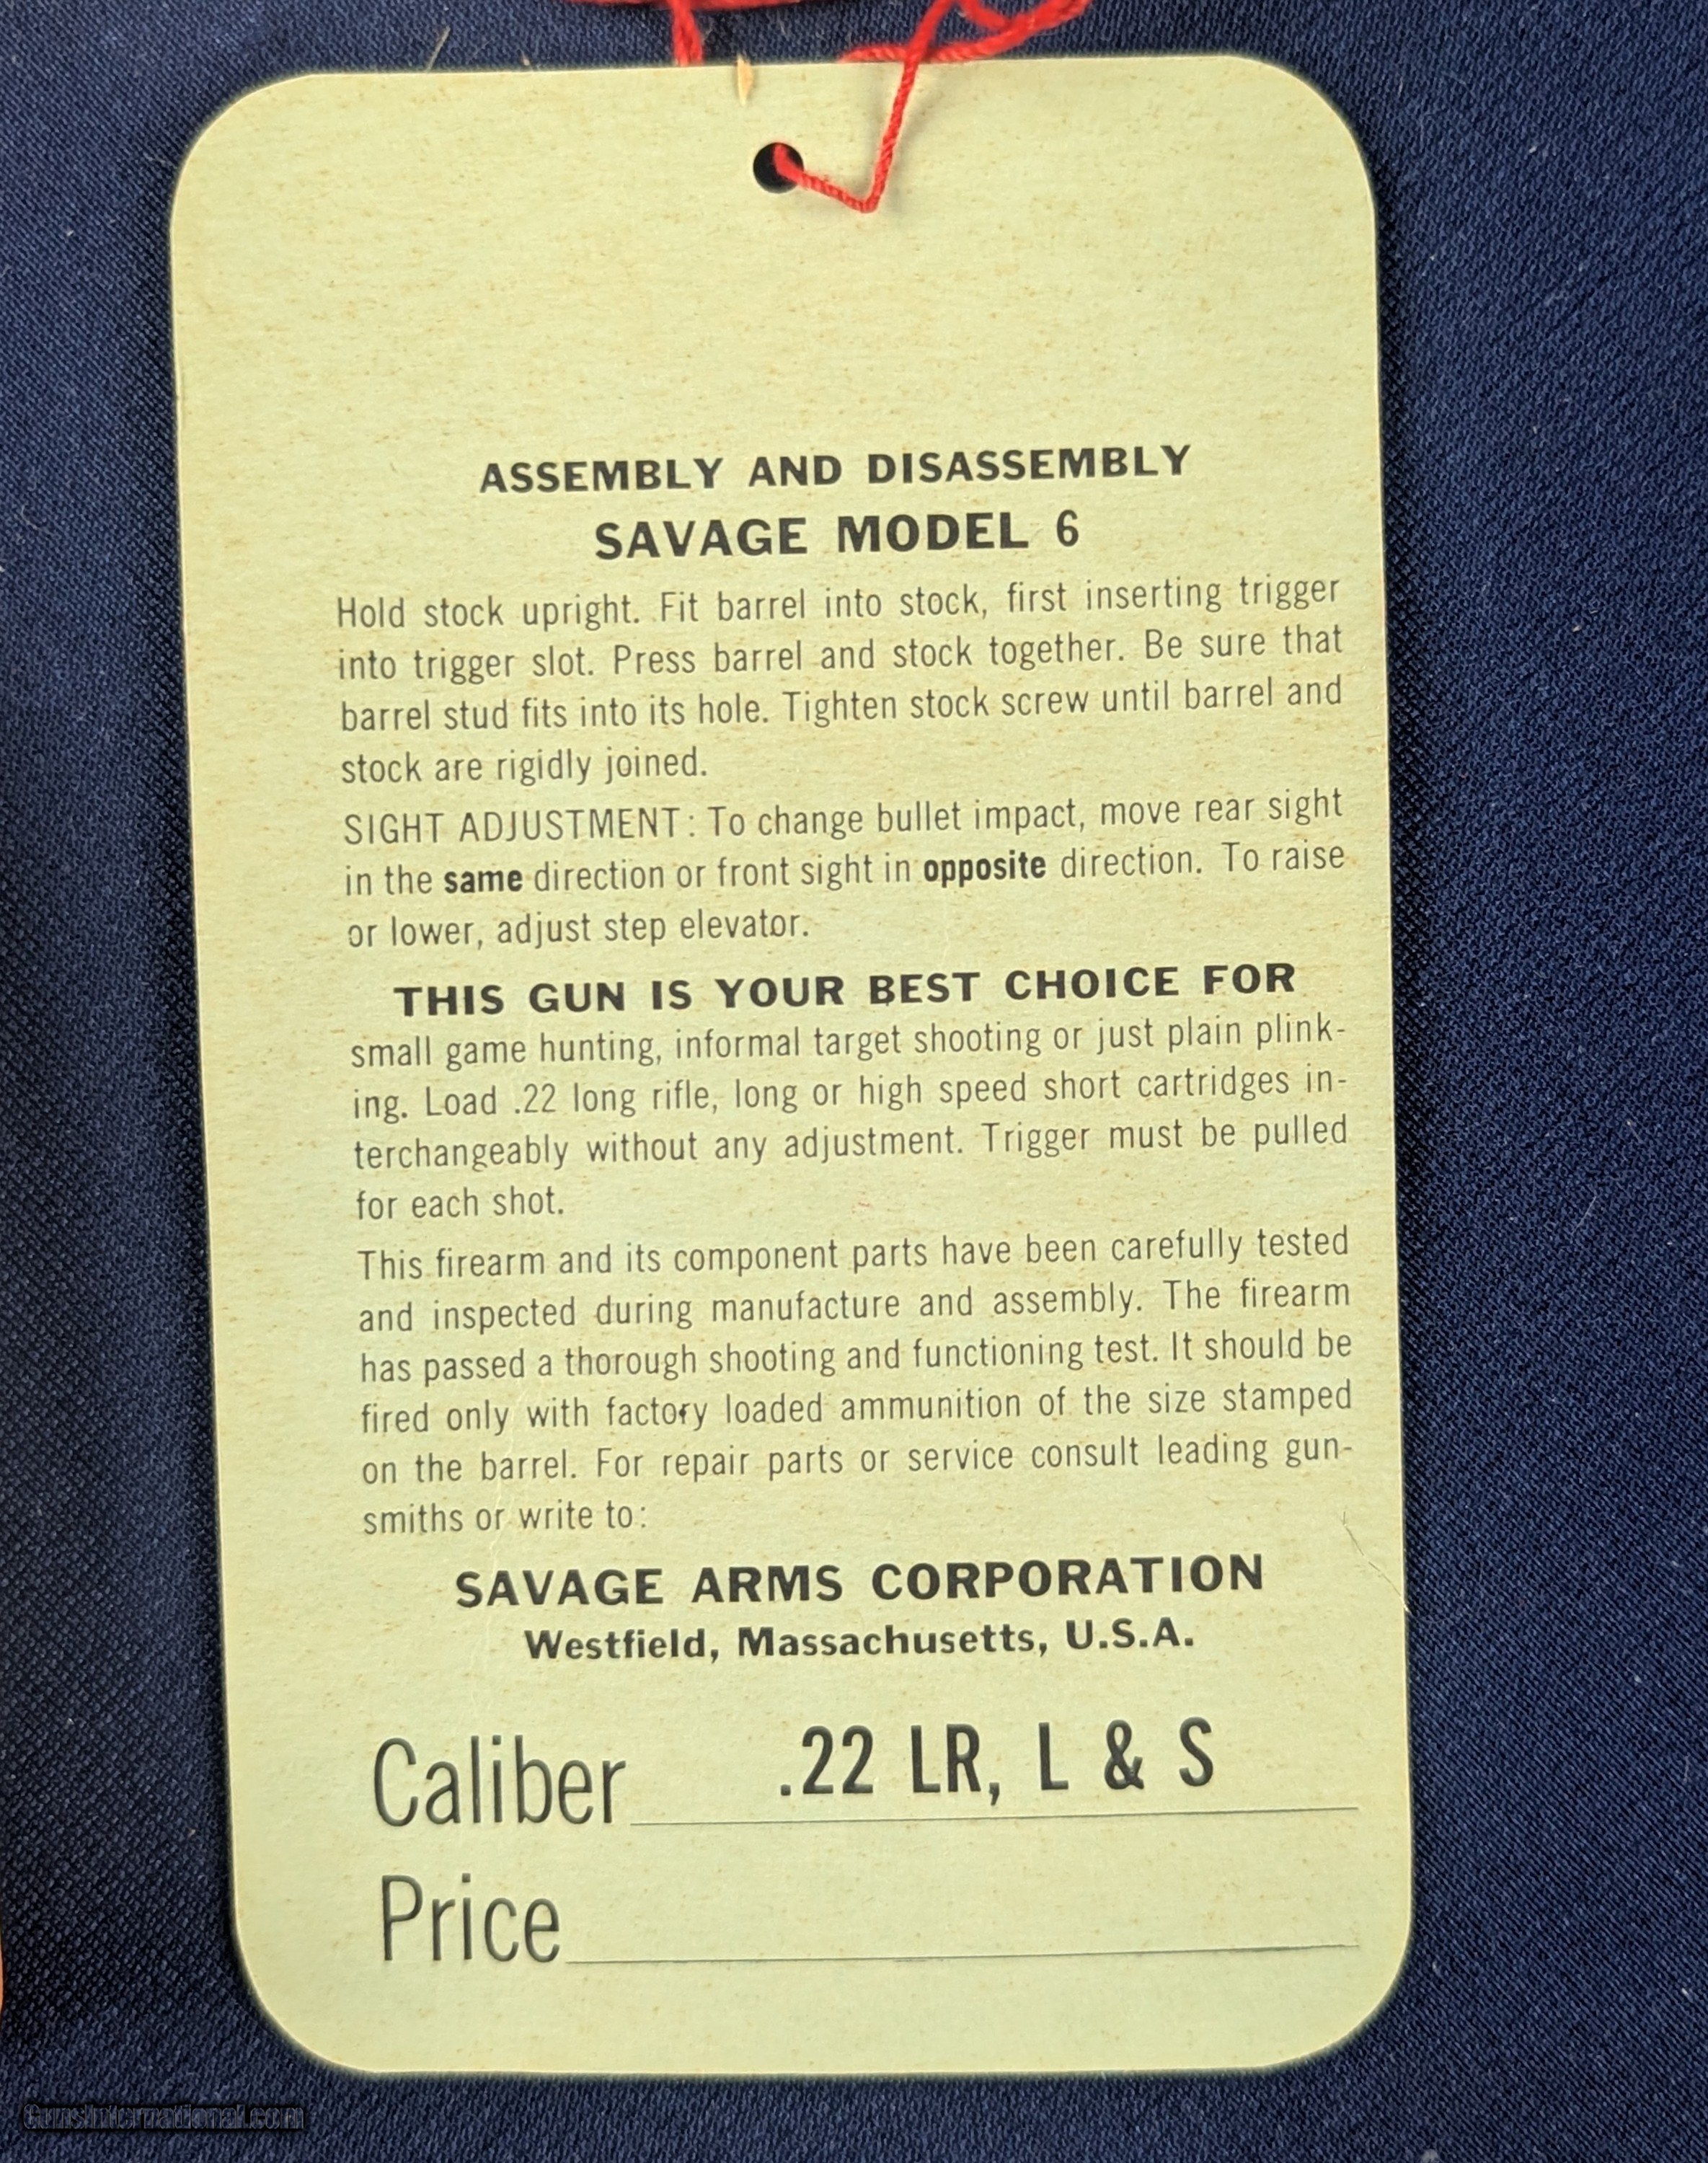 ASSEMBLY AND DISASSEMBLY
SAVAGE MODEL 6
Hold stock upright. Fit barrel into stock, first inserting trigger
into trigger slot. Press barrel and stock together. Be sure that
barrel stud fits into its hole. Tighten stock screw until barrel and
stock are rigidly joined.
SIGHT ADJUSTMENT: To change bullet impact, move rear sight
in the same direction or front sight in opposite direction. To raise
or lower, adjust step elevator.
THIS GUN IS YOUR BEST CHOICE FOR
small game hunting, informal target shooting or just plain plink-
ing. Load .22 long rifle, long or high speed short cartridges in-
terchangeably without any adjustment. Trigger must be pulled
for each shot.
This firearm and its component parts have been carefully tested
and inspected during manufacture and assembly. The firearm
has passed a thorough shooting and functioning test. It should be
fired only with factory loaded ammunition of the size stamped
on the barrel. For repair parts or service consult leading gun-
smiths or write to:
SAVAGE ARMS CORPORATION
Westfield, Massachusetts, U.S.A.
Caliber .22 LR, L & S
Price
GunsInternational.com